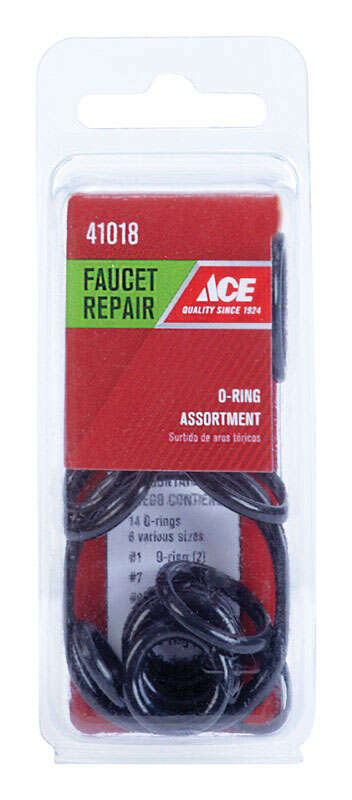 41018
FAUCET
REPAIR
ACE
QUALITY SINCE 1924
O-RING
ASSORTMENT
Surtido de aros tóricos
14 O-rings
6 various sizes
#1 O-ring (2)
#7